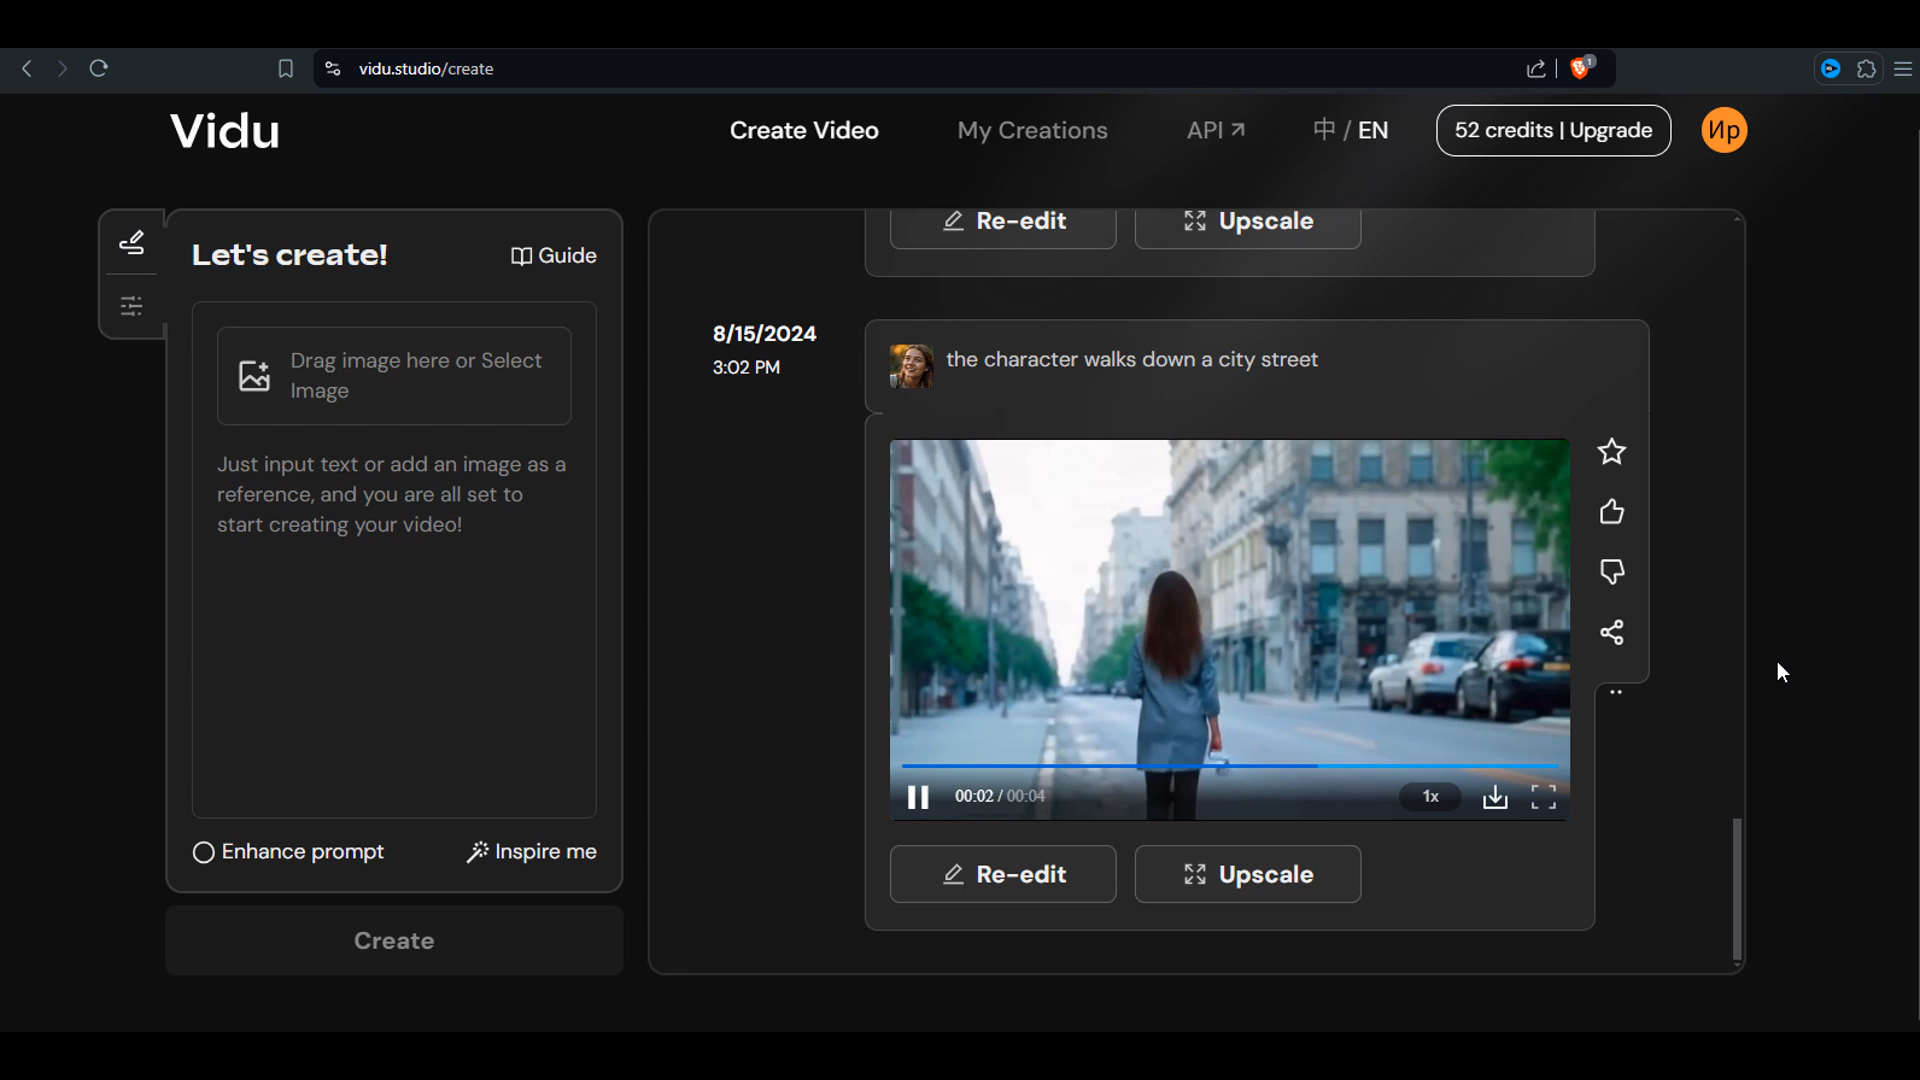 vidu.studio/create
1
Vidu
Create Video
My Creations
API
中 / EN
52 credits | Upgrade
Ир
Let's create!
Guide
Drag image here or Select
Image
Just input text or add an image as a
reference, and you are all set to
start creating your video!
Enhance prompt
Inspire me
Create
Re-edit
Upscale
8/15/2024
3:02 PM
the character walks down a city street
00:02 / 00:04
1x
Re-edit
Upscale